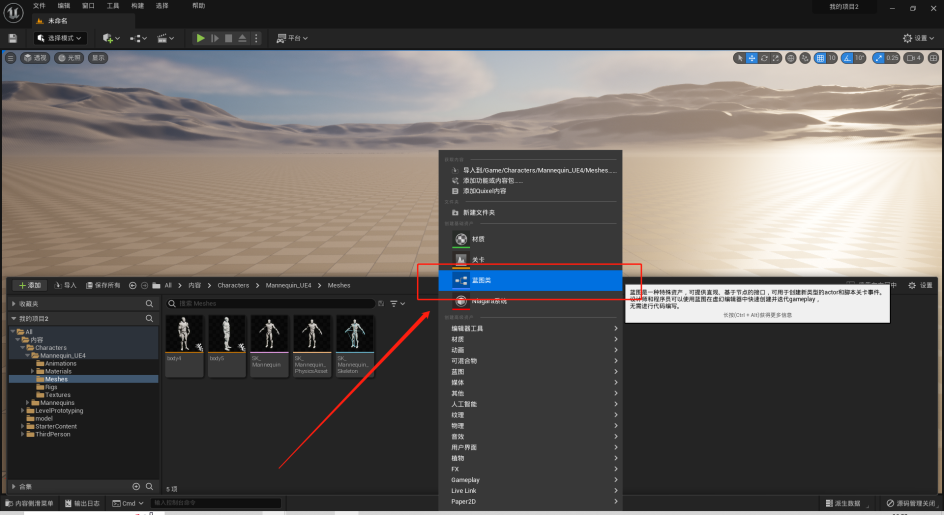 文件 编辑 窗口 工具 构建 选择 帮助
我的项目2
未命名
选择模式
平台
设置
透视 光照 显示
10 10° 0.25 4
导入到/Game/Characters/Mannequin_UE4/Meshes......
添加功能或内容包......
添加Quixel内容
新建文件夹
材质
关卡
蓝图类
Niagara系统
蓝图是一种特殊资产，可提供直观、基于节点的接口，可用于创建新类型的actor和脚本关卡事件。
设计师和程序员可以使用蓝图在虚幻编辑器中快速创建并迭代gameplay，
无需进行代码编写。
长按(Ctrl + Alt)获得更多信息
编辑器工具
材质
动画
可混合物
蓝图
媒体
其他
人工智能
纹理
物理
音效
用户界面
植物
FX
Gameplay
Live Link
Paper2D
添加 导入 保存所有 All 内容 Characters Mannequin_UE4 Meshes
设置
收藏夹
我的项目2
搜索 Meshes
All
内容
Characters
Mannequin_UE4
Animations
Materials
Meshes
Rigs
Textures
Mannequins
LevelPrototyping
model
StarterContent
ThirdPerson
合集
body4
body5
SK_
Mannequin
SK_
Mannequin_
PhysicsAsset
SK_
Mannequin_
Skeleton
5 项
内容侧滑菜单 输出日志 Cmd 输入控制台命令
派生数据 源码管理关闭